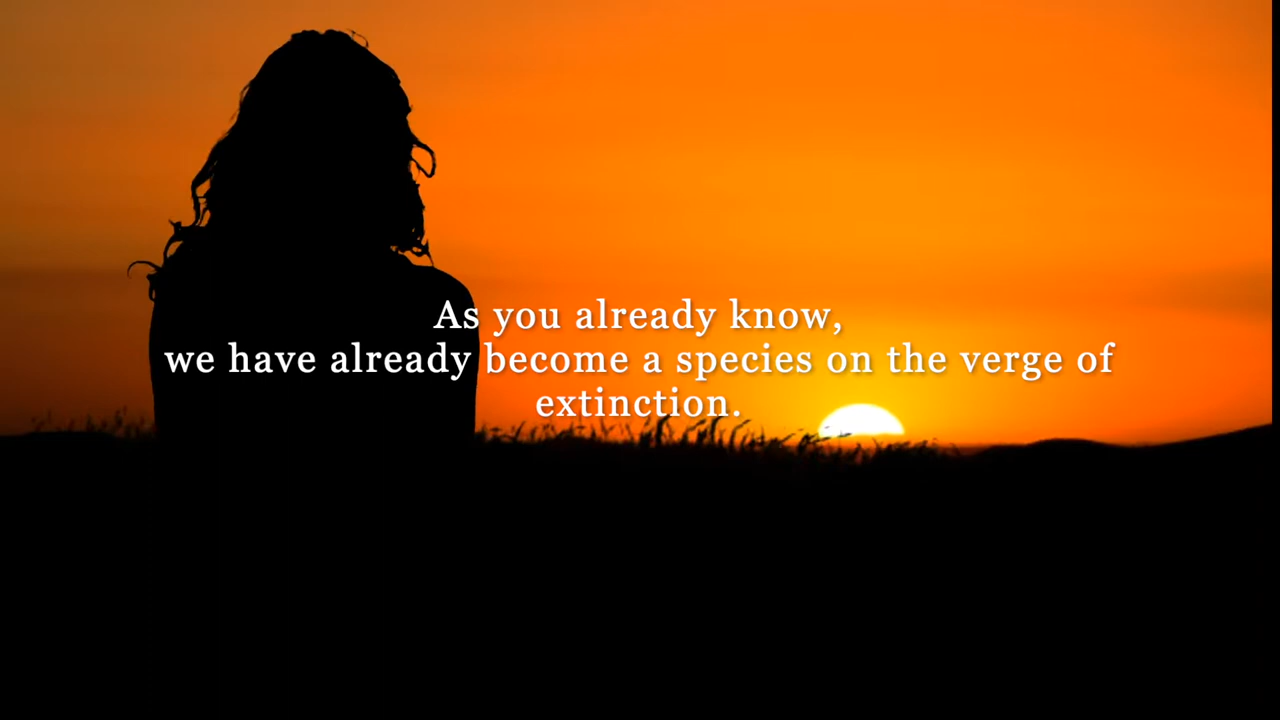 As you already know,
we have already become a species on the verge of
extinction.